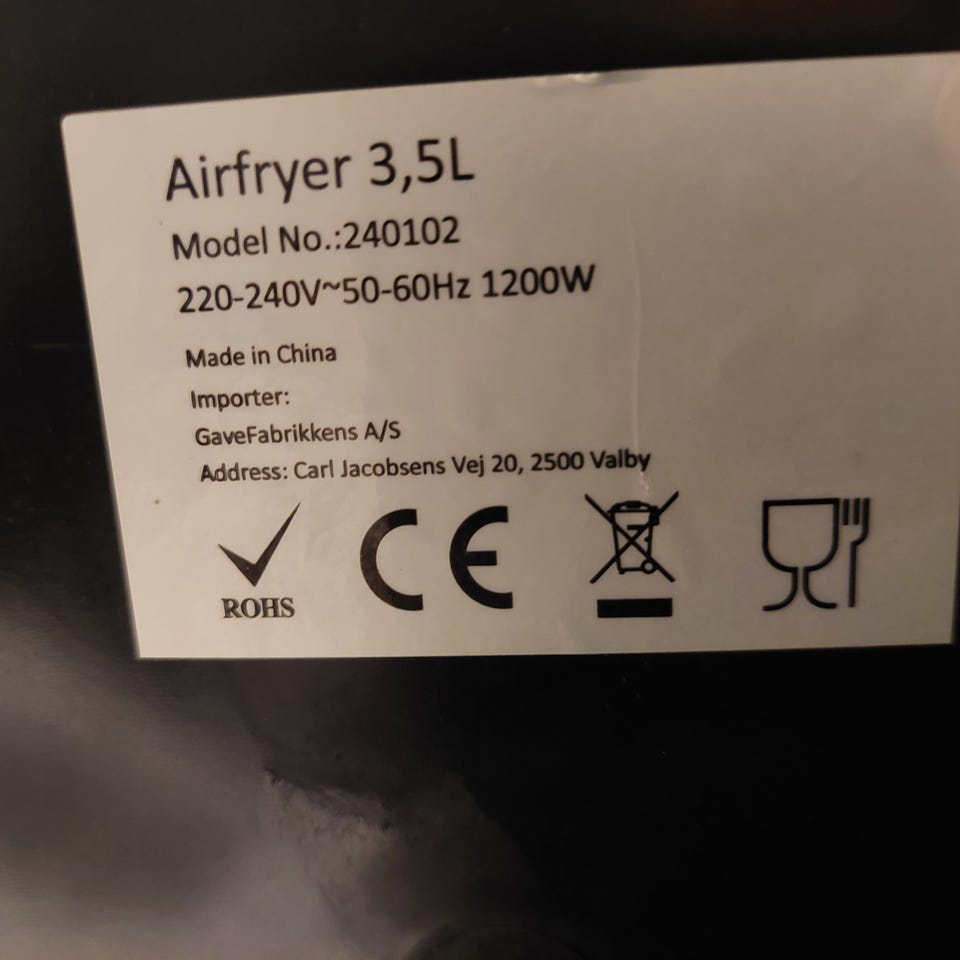 Airfryer 3,5L
Model No.:240102
220-240V~50-60Hz 1200W
Made in China
Importer:
GaveFabrikkens A/S
Address: Carl Jacobsens Vej 20, 2500 Valby
ROHS CE